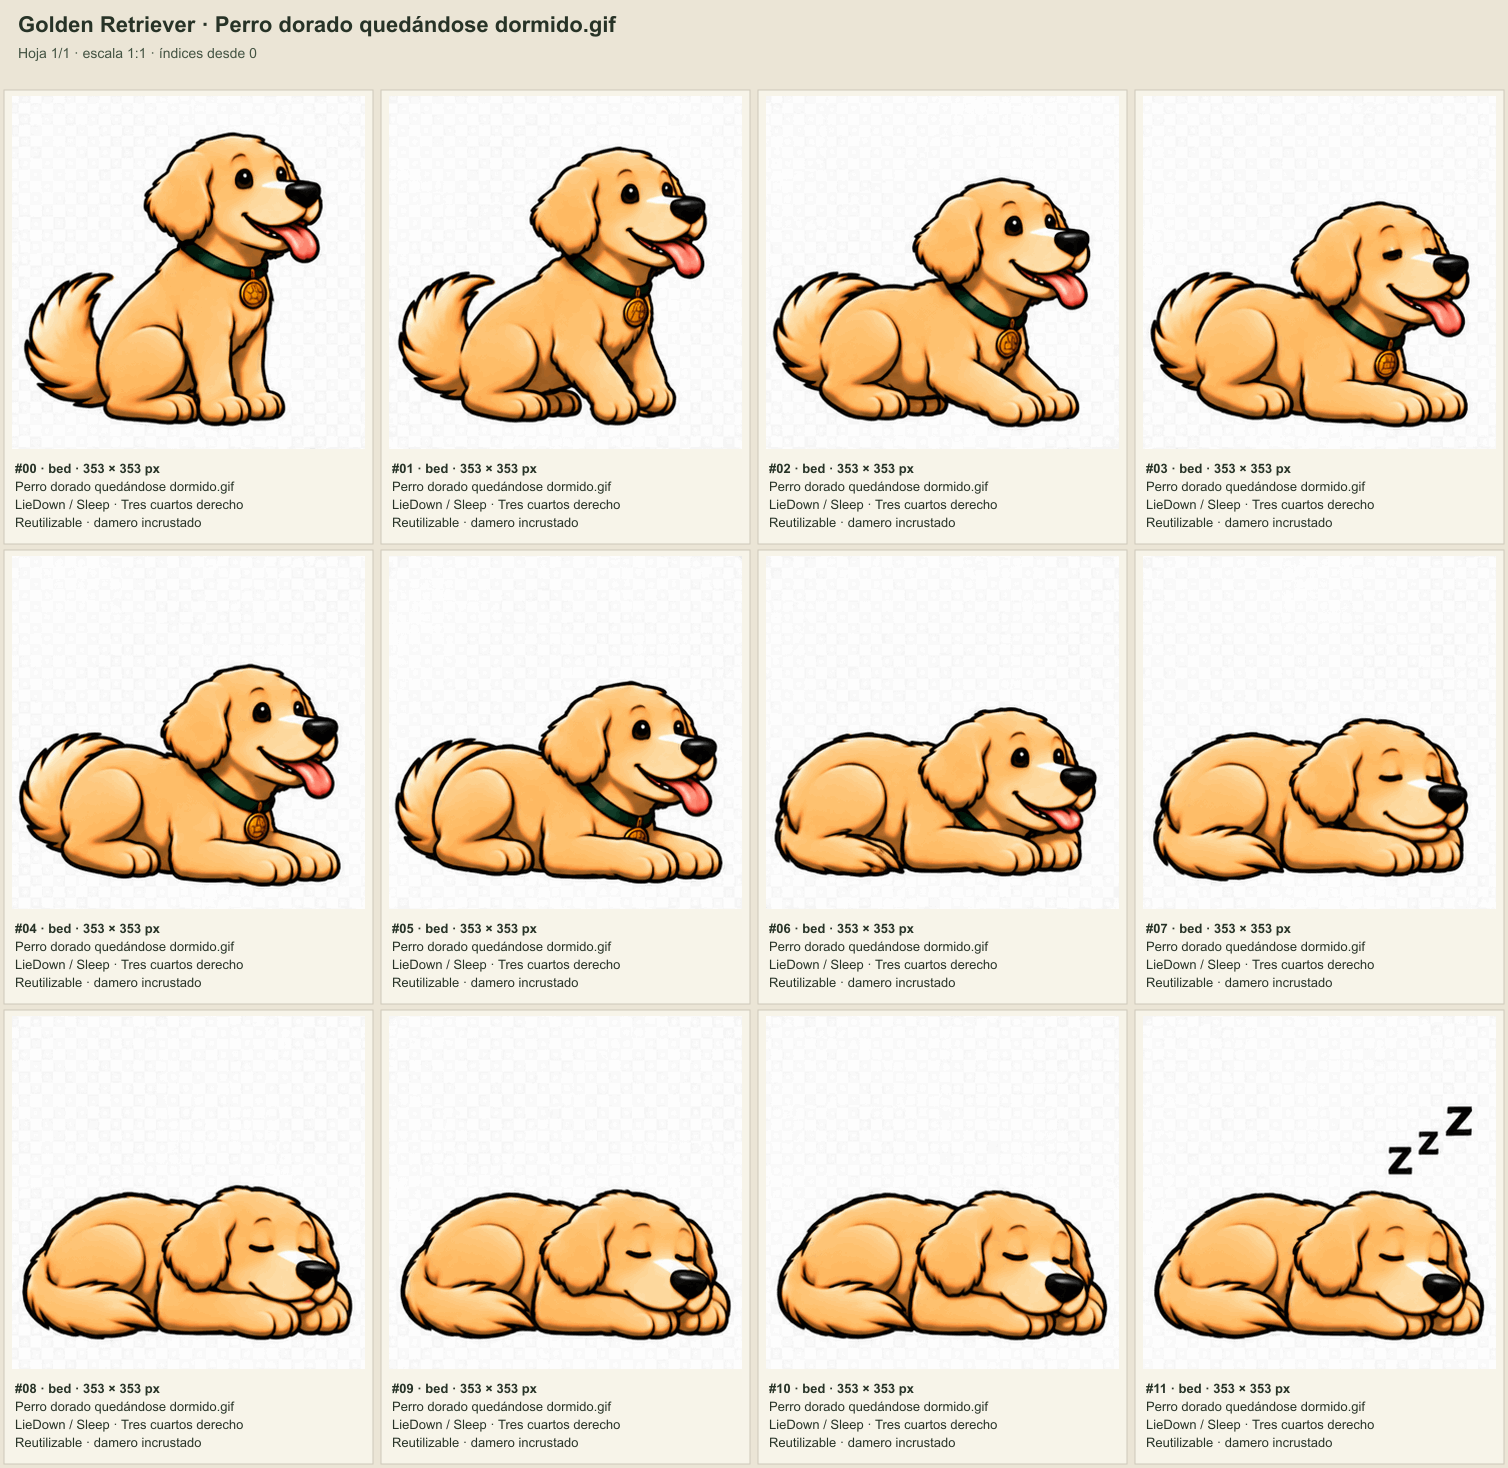 Golden Retriever · Perro dorado quedándose dormido.gif
Hoja 1/1 · escala 1:1 · índices desde 0
#00 · bed · 353 × 353 px
Perro dorado quedándose dormido.gif
LieDown / Sleep · Tres cuartos derecho
Reutilizable · damero incrustado
#01 · bed · 353 × 353 px
Perro dorado quedándose dormido.gif
LieDown / Sleep · Tres cuartos derecho
Reutilizable · damero incrustado
#02 · bed · 353 × 353 px
Perro dorado quedándose dormido.gif
LieDown / Sleep · Tres cuartos derecho
Reutilizable · damero incrustado
#03 · bed · 353 × 353 px
Perro dorado quedándose dormido.gif
LieDown / Sleep · Tres cuartos derecho
Reutilizable · damero incrustado
#04 · bed · 353 × 353 px
Perro dorado quedándose dormido.gif
LieDown / Sleep · Tres cuartos derecho
Reutilizable · damero incrustado
#05 · bed · 353 × 353 px
Perro dorado quedándose dormido.gif
LieDown / Sleep · Tres cuartos derecho
Reutilizable · damero incrustado
#06 · bed · 353 × 353 px
Perro dorado quedándose dormido.gif
LieDown / Sleep · Tres cuartos derecho
Reutilizable · damero incrustado
#07 · bed · 353 × 353 px
Perro dorado quedándose dormido.gif
LieDown / Sleep · Tres cuartos derecho
Reutilizable · damero incrustado
#08 · bed · 353 × 353 px
Perro dorado quedándose dormido.gif
LieDown / Sleep · Tres cuartos derecho
Reutilizable · damero incrustado
#09 · bed · 353 × 353 px
Perro dorado quedándose dormido.gif
LieDown / Sleep · Tres cuartos derecho
Reutilizable · damero incrustado
#10 · bed · 353 × 353 px
Perro dorado quedándose dormido.gif
LieDown / Sleep · Tres cuartos derecho
Reutilizable · damero incrustado
z z z
#11 · bed · 353 × 353 px
Perro dorado quedándose dormido.gif
LieDown / Sleep · Tres cuartos derecho
Reutilizable · damero incrustado